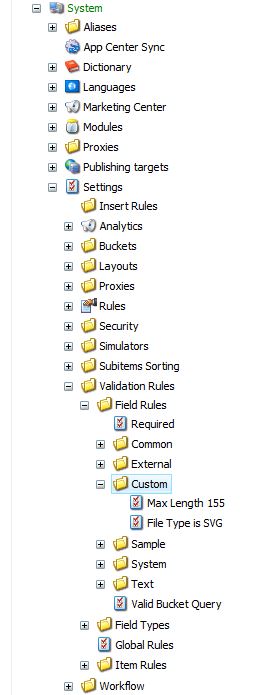 System
Aliases
App Center Sync
Dictionary
Languages
Marketing Center
Modules
Proxies
Publishing targets
Settings
Insert Rules
Analytics
Buckets
Layouts
Proxies
Rules
Security
Simulators
Subitems Sorting
Validation Rules
Field Rules
Required
Common
External
Custom
Max Length 155
File Type is SVG
Sample
System
Text
Valid Bucket Query
Field Types
Global Rules
Item Rules
Workflow